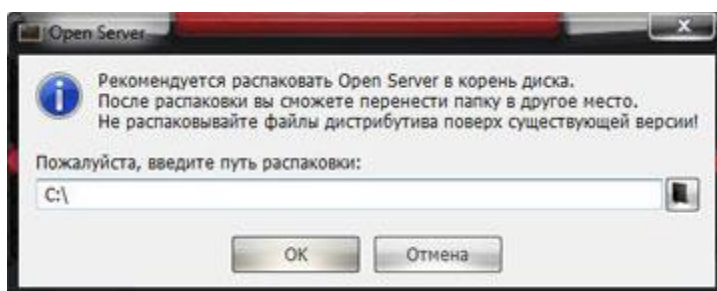 Open Server
Рекомендуется распаковать Open Server в корень диска.
После распаковки вы сможете перенести папку в другое место.
Не распаковывайте файлы дистрибутива поверх существующей версии!
Пожалуйста, введите путь распаковки:
C:\
OK
Отмена